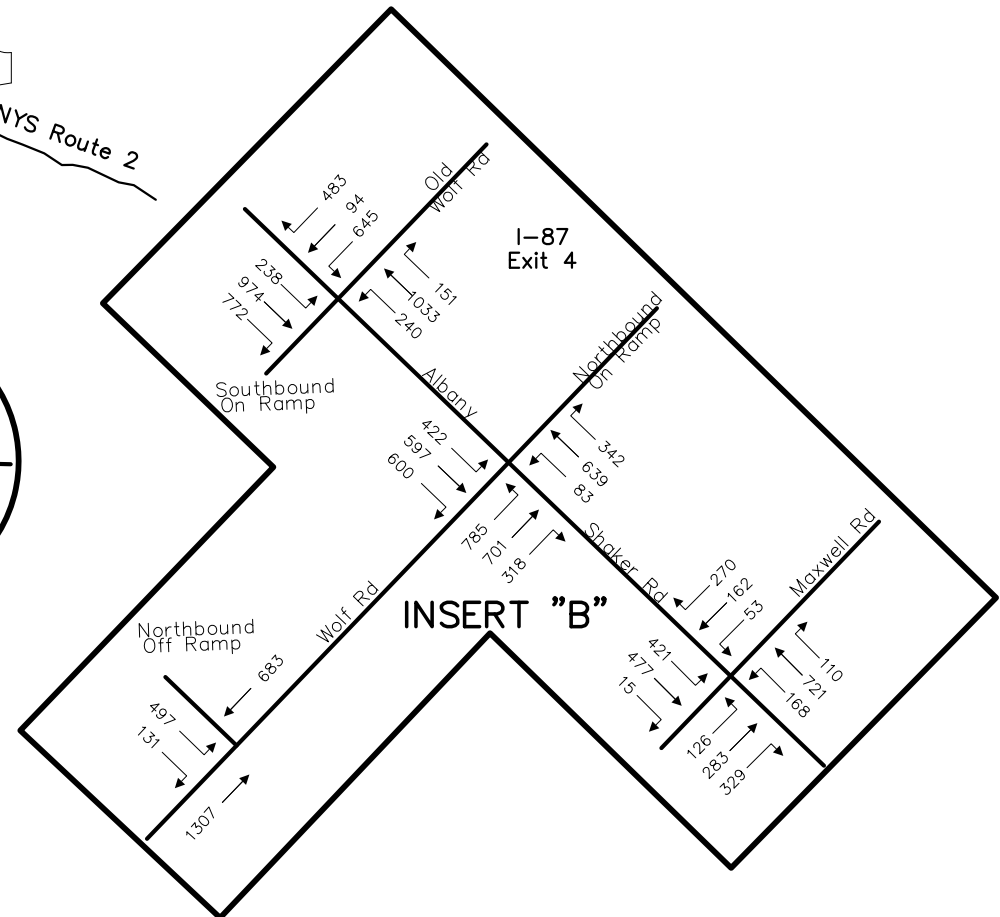 NYS Route 2
483
94
645
Old
Wolf Rd
I-87
Exit 4
238
974
772
151
1033
240
Southbound
On Ramp
Albany
Northbound
On Ramp
422
597
600
342
639
83
785
701
318
Shaker Rd
Maxwell Rd
270
162
53
INSERT "B"
Wolf Rd
Northbound
Off Ramp
683
421
477
15
110
721
168
497
131
126
283
329
1307